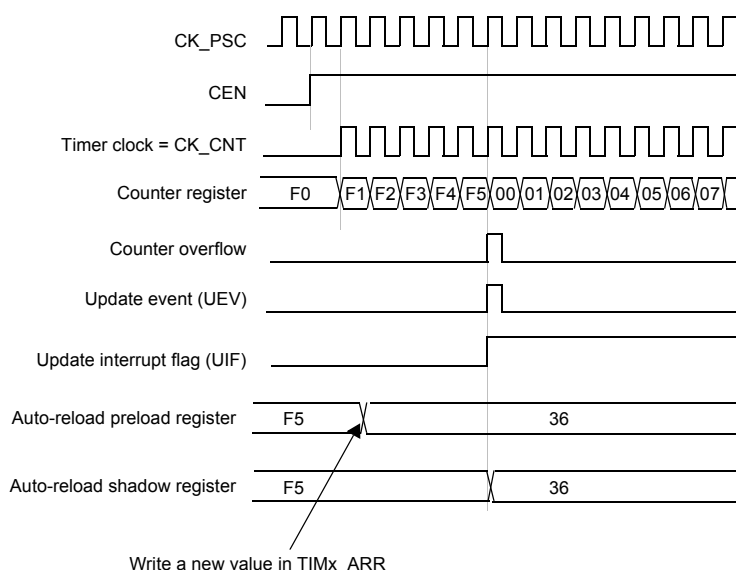 CK_PSC
CEN
Timer clock = CK_CNT
Counter register F0 F1 F2 F3 F4 F5 00 01 02 03 04 05 06 07
Counter overflow
Update event (UEV)
Update interrupt flag (UIF)
Auto-reload preload register F5 36
Auto-reload shadow register F5 36
Write a new value in TIMx_ARR